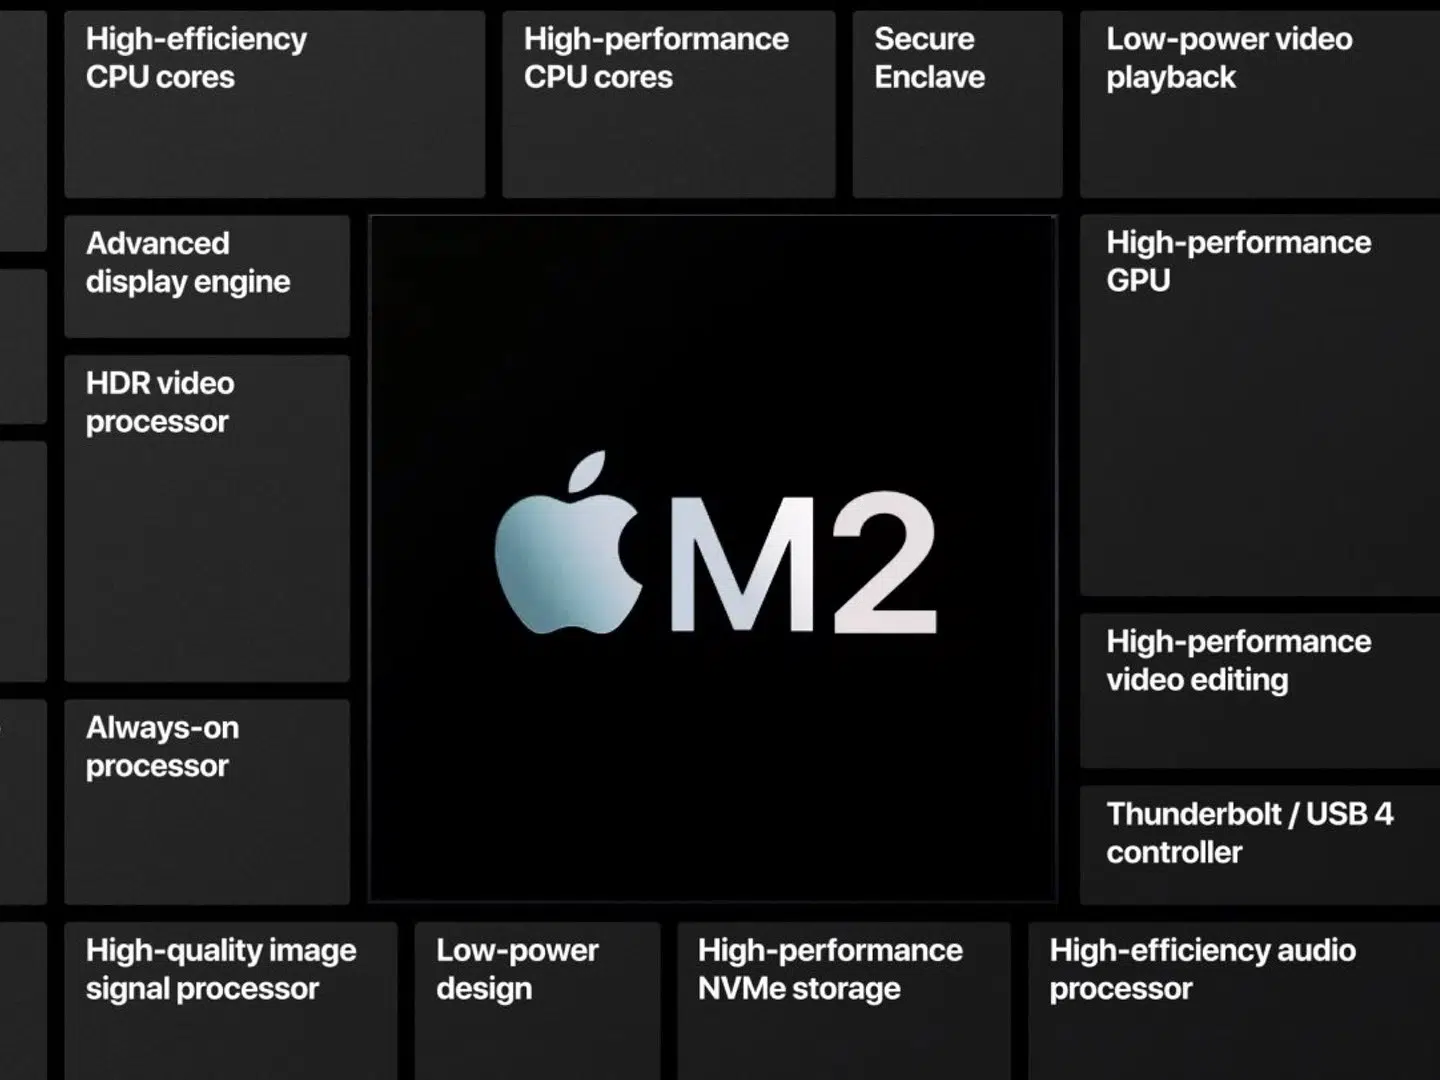 High-efficiency
CPU cores
High-performance
CPU cores
Secure
Enclave
Low-power video
playback
Advanced
display engine
High-performance
GPU
HDR video
processor
M2
High-performance
video editing
Always-on
processor
Thunderbolt / USB 4
controller
High-quality image
signal processor
Low-power
design
High-performance
NVMe storage
High-efficiency audio
processor